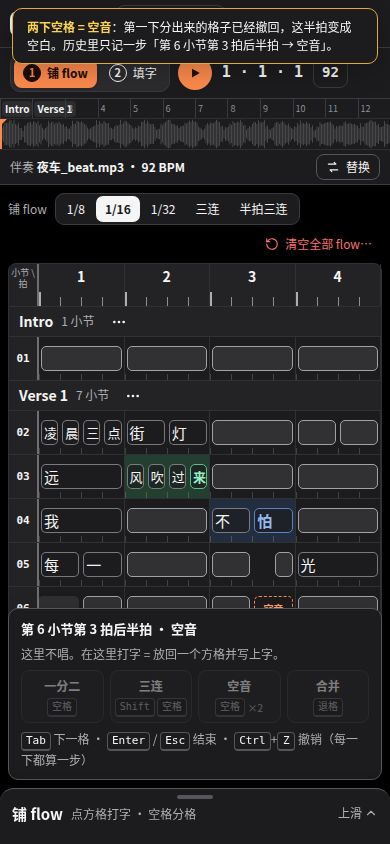 两下空格 = 空音：第一下分出来的格子已经撤回，这半拍变成
空白。历史里只记一步「第 6 小节第 3 拍后半拍 → 空音」。
1 铺 flow 2 填字 1 · 1 · 1 92
Intro Verse 1 4 5 6 7 8 9 10 11 12
伴奏 夜车_beat.mp3 · 92 BPM 替换
铺 flow 1/8 1/16 1/32 三连 半拍三连
清空全部 flow…
小节 \ 拍 1 2 3 4
Intro 1 小节 ···
01
Verse 1 7 小节 ···
02 凌 晨 三 点 街 灯
03 远 风 吹 过 来
04 我 不 怕
05 每 一 光
第 6 小节第 3 拍后半拍 · 空音
这里不唱。在这里打字 = 放回一个方格并写上字。
一分二 三连 空音 合并
空格 Shift 空格 空格 ×2 退格
Tab 下一格 · Enter / Esc 结束 · Ctrl+Z 撤销（每一
下都算一步）
铺 flow 点方格打字 · 空格分格 上滑